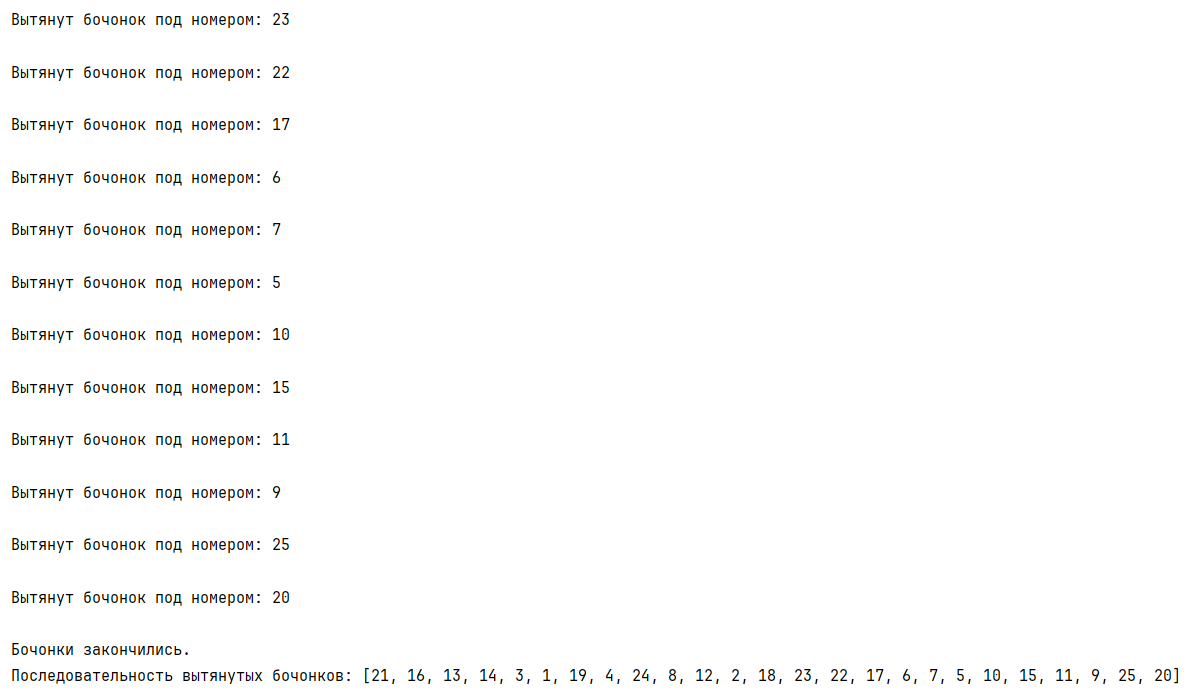 Вытянут бочонок под номером: 23
Вытянут бочонок под номером: 22
Вытянут бочонок под номером: 17
Вытянут бочонок под номером: 6
Вытянут бочонок под номером: 7
Вытянут бочонок под номером: 5
Вытянут бочонок под номером: 10
Вытянут бочонок под номером: 15
Вытянут бочонок под номером: 11
Вытянут бочонок под номером: 9
Вытянут бочонок под номером: 25
Вытянут бочонок под номером: 20
Бочонки закончились.
Последовательность вытянутых бочонков: [21, 16, 13, 14, 3, 1, 19, 4, 24, 8, 12, 2, 18, 23, 22, 17, 6, 7, 5, 10, 15, 11, 9, 25, 20]